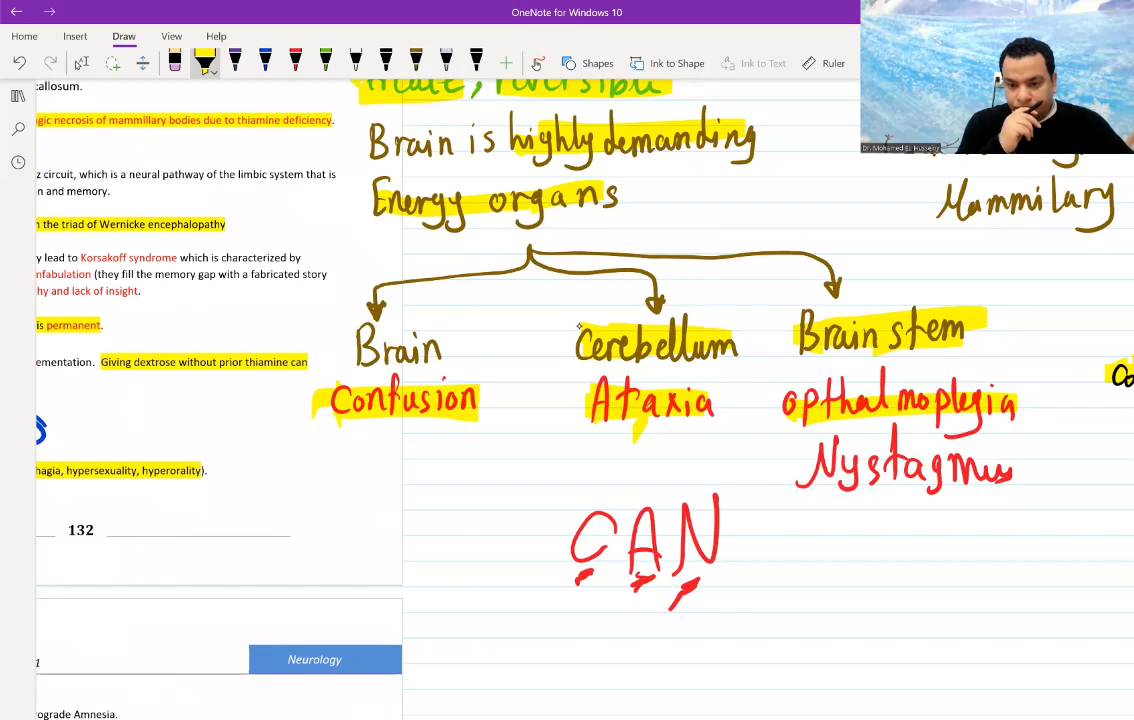 OneNote for Windows 10
Home Insert Draw View Help
Shapes Ink to Shape Ink to Text Ruler
callosum.
gic necrosis of mammillary bodies due to thiamine deficiency.
z circuit, which is a neural pathway of the limbic system that is
n and memory.
n the triad of Wernicke encephalopathy
y lead to Korsakoff syndrome which is characterized by
nfabulation (they fill the memory gap with a fabricated story
hy and lack of insight.
is permanent.
ementation. Giving dextrose without prior thiamine can
hagia, hypersexuality, hyperorality).
132
Neurology
rograde Amnesia.
, reversible
Brain is highly demanding
Energy organs
Brain Cerebellum Brain stem
Confusion Ataxia opthalmoplegia
Nystagmus
CAN
Mammilary
Dr. Mohamed EL Husseiny